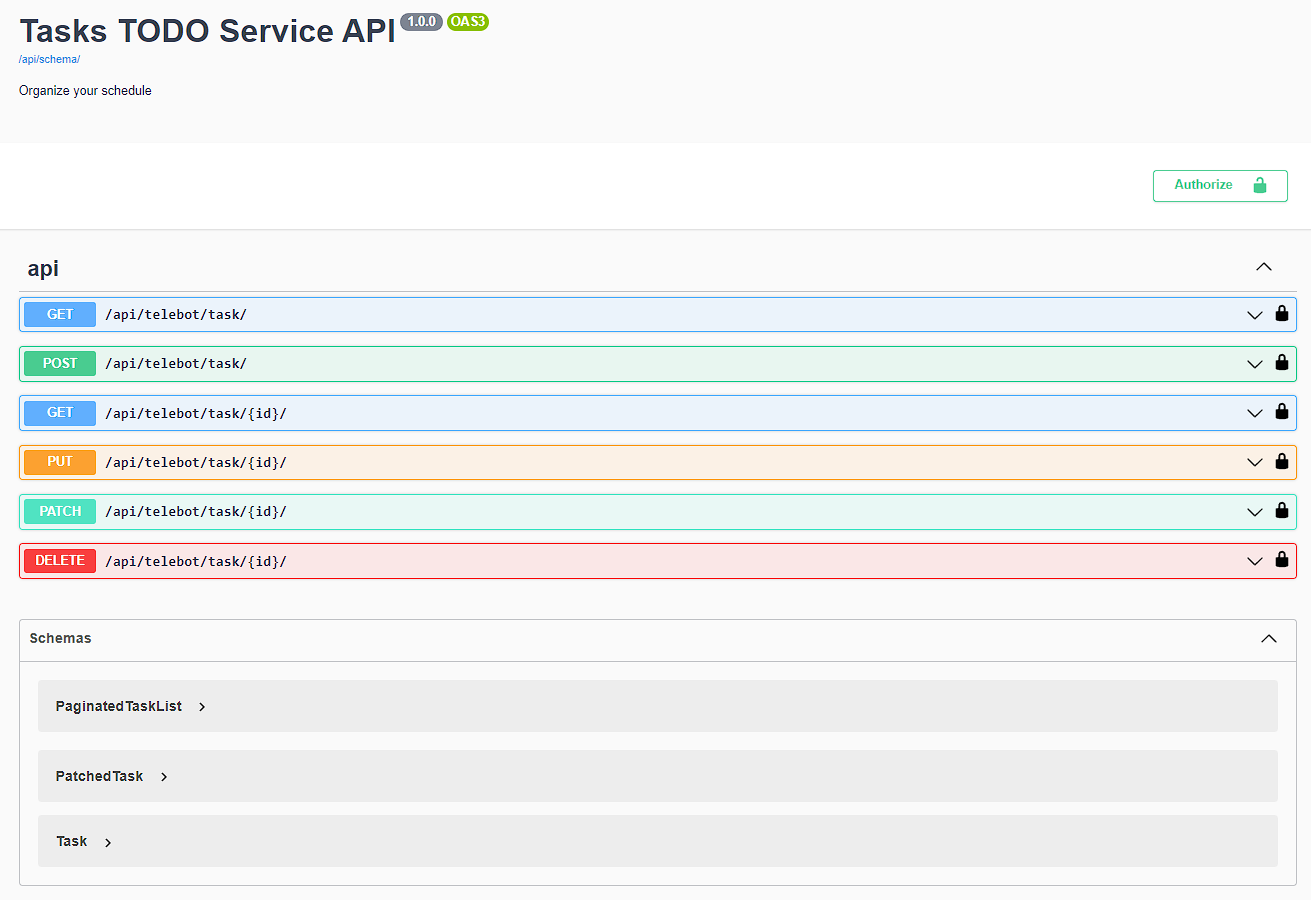 Tasks TODO Service API 1.0.0 OAS3
/api/schema/
Organize your schedule
Authorize
api
GET /api/telebot/task/
POST /api/telebot/task/
GET /api/telebot/task/{id}/
PUT /api/telebot/task/{id}/
PATCH /api/telebot/task/{id}/
DELETE /api/telebot/task/{id}/
Schemas
PaginatedTaskList
PatchedTask
Task